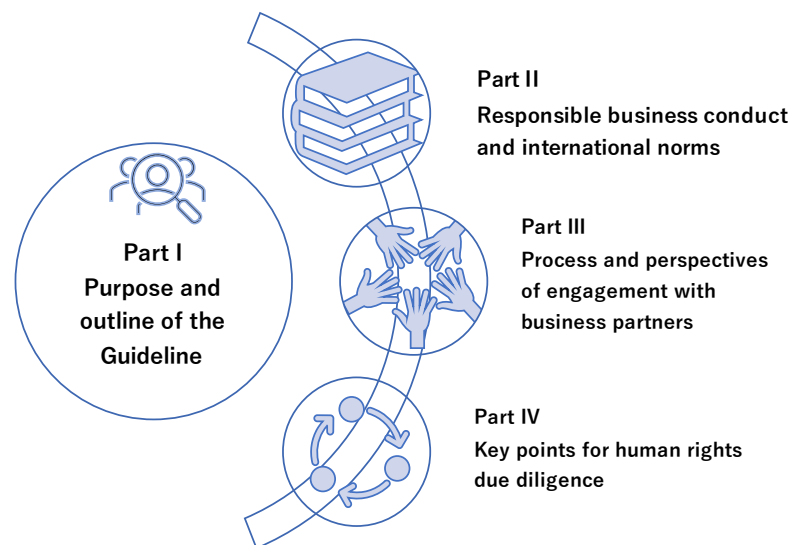 Part I
Purpose and
outline of the
Guideline
Part II
Responsible business conduct
and international norms
Part III
Process and perspectives
of engagement with
business partners
Part IV
Key points for human rights
due diligence